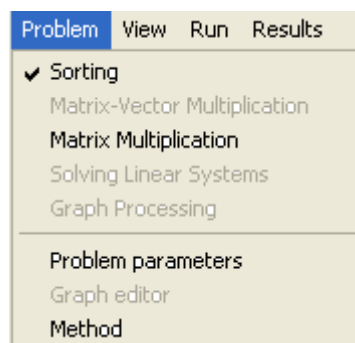 Problem View Run Results
Sorting
Matrix-Vector Multiplication
Matrix Multiplication
Solving Linear Systems
Graph Processing
Problem parameters
Graph editor
Method